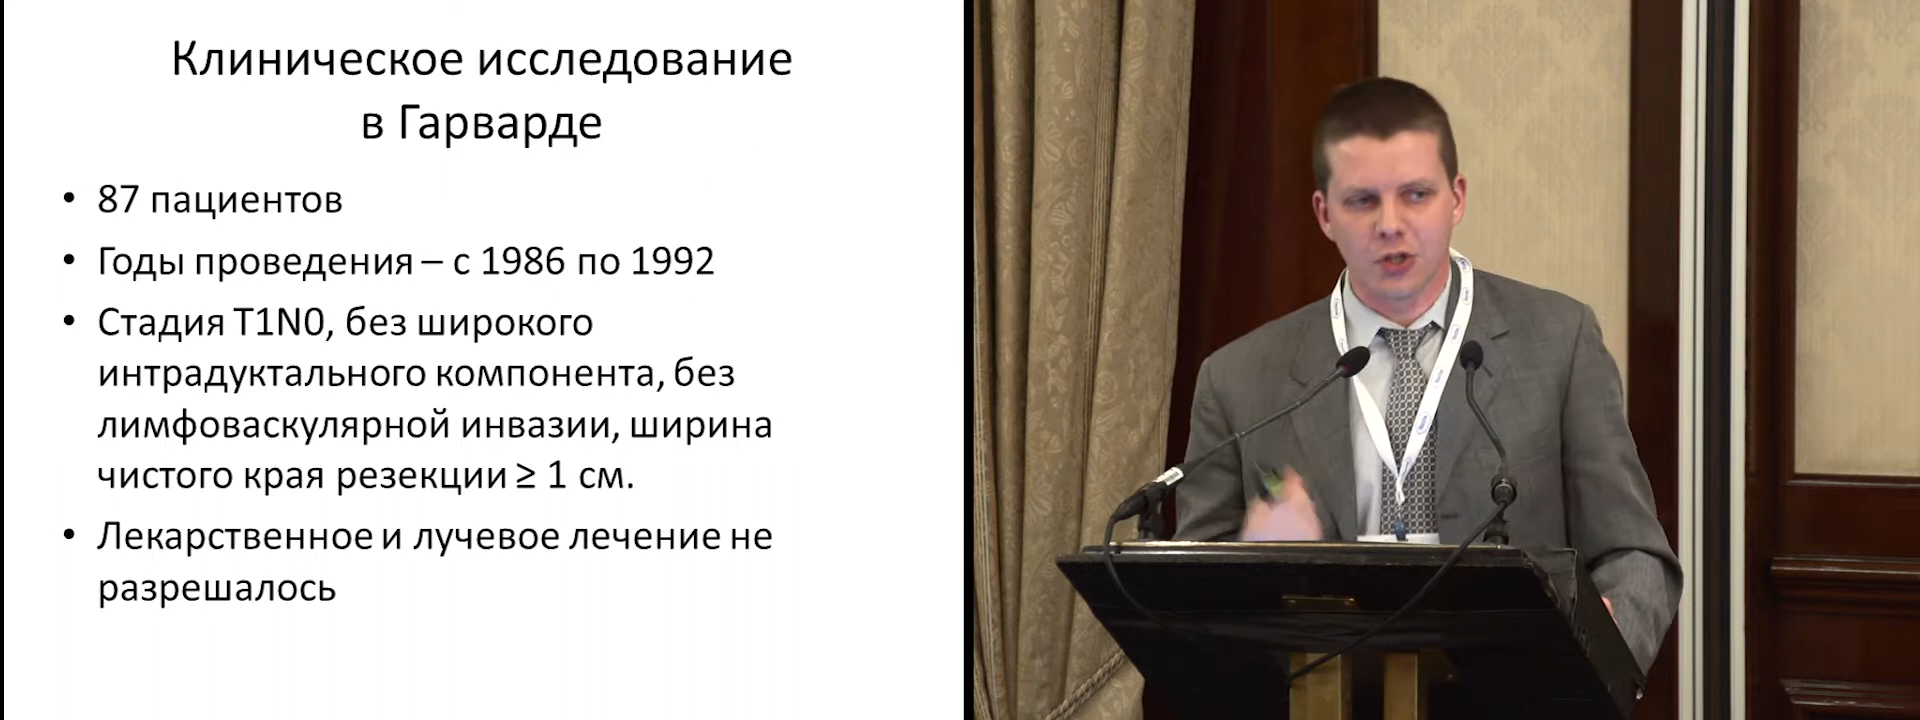 Клиническое исследование
в Гарварде
• 87 пациентов
• Годы проведения – с 1986 по 1992
• Стадия T1N0, без широкого
интрадуктального компонента, без
лимфоваскулярной инвазии, ширина
чистого края резекции ≥ 1 см.
• Лекарственное и лучевое лечение не
разрешалось